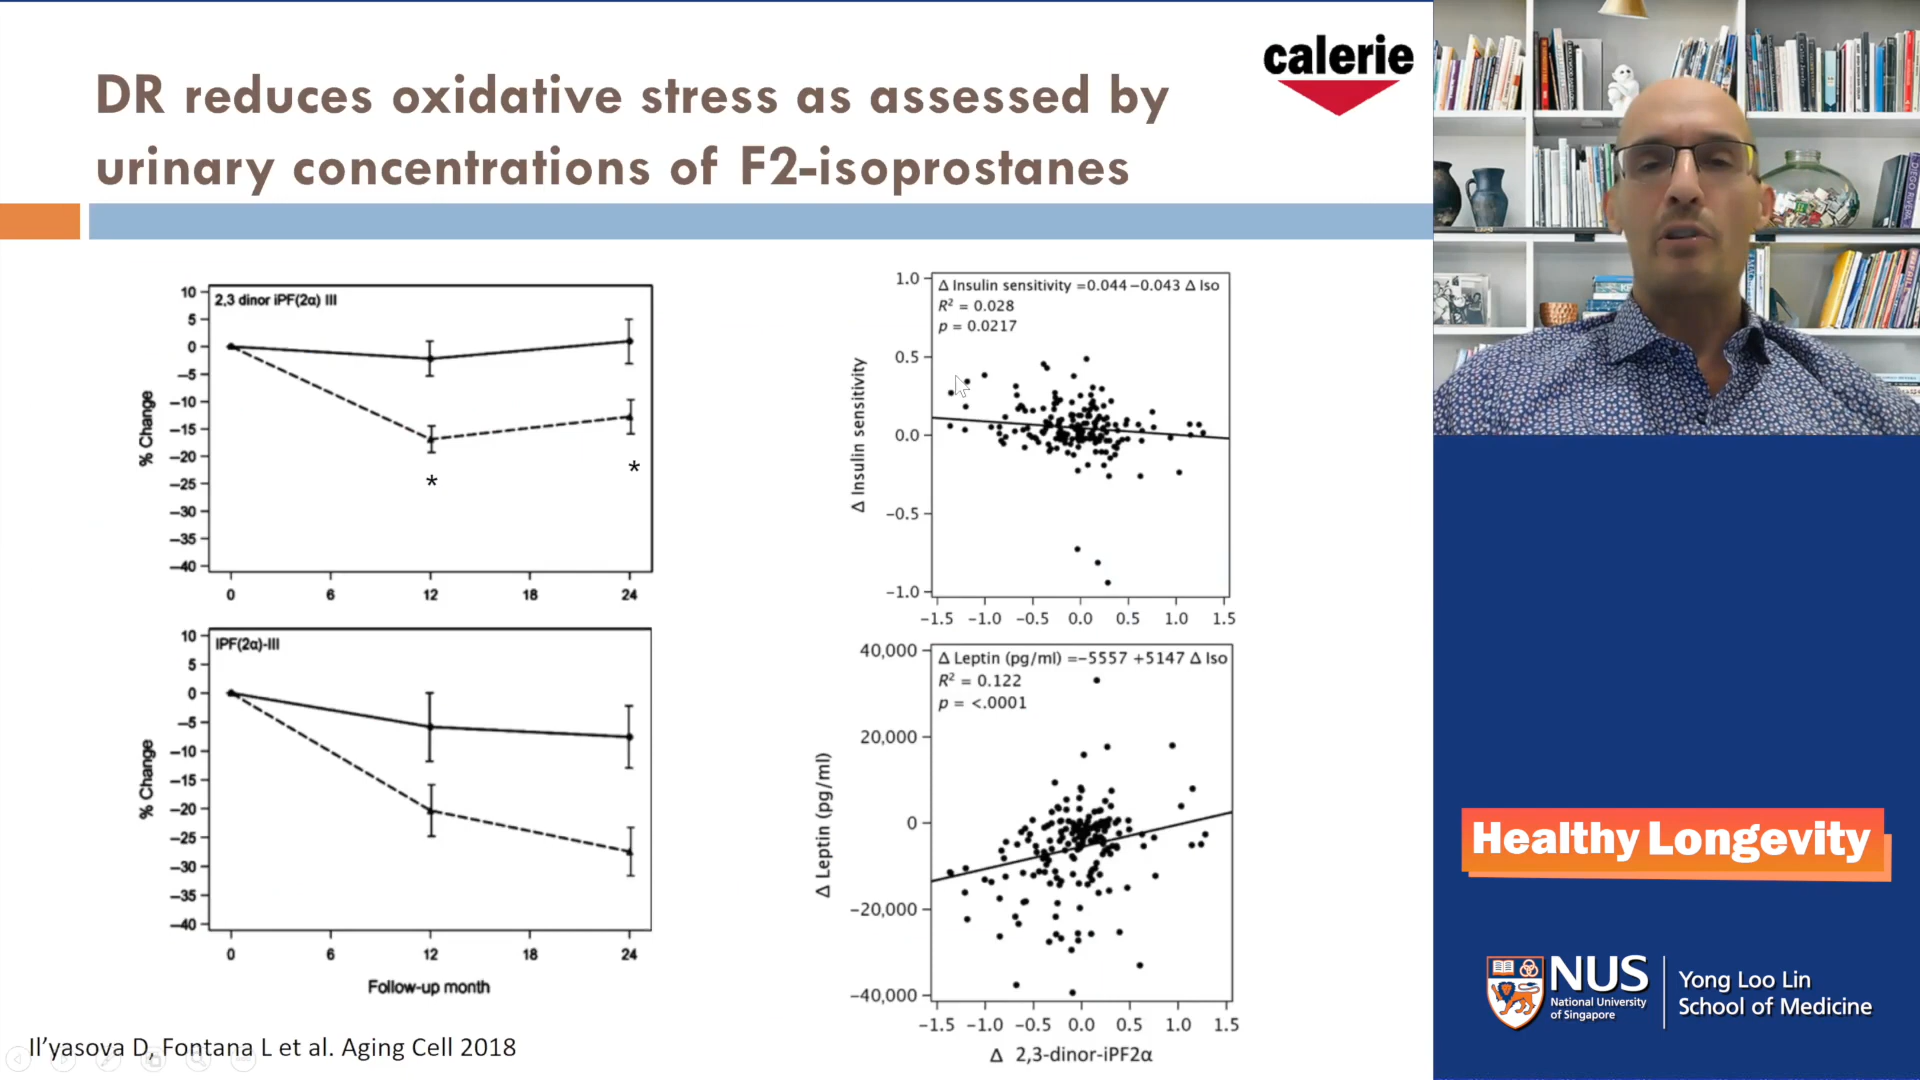 DR reduces oxidative stress as assessed by
urinary concentrations of F2-isoprostanes
calerie
2,3 dinor iPF(2α) III
% Change
10
5
0
−5
−10
−15
−20
−25
−30
−35
−40
*
*
0 6 12 18 24
iPF(2α)-III
% Change
10
5
0
−5
−10
−15
−20
−25
−30
−35
−40
0 6 12 18 24
Follow-up month
Δ Insulin sensitivity =0.044−0.043 Δ Iso
R² = 0.028
p = 0.0217
Δ Insulin sensitivity
1.0
0.5
0.0
−0.5
−1.0
−1.5 −1.0 −0.5 0.0 0.5 1.0 1.5
Δ Leptin (pg/ml) =−5557 +5147 Δ Iso
R² = 0.122
p = <.0001
Δ Leptin (pg/ml)
40,000
20,000
0
−20,000
−40,000
−1.5 −1.0 −0.5 0.0 0.5 1.0 1.5
Δ 2,3-dinor-iPF2α
Il’yasova D, Fontana L et al. Aging Cell 2018
DIEGO RIVERA
Healthy Longevity
NUS
National University
of Singapore
Yong Loo Lin
School of Medicine